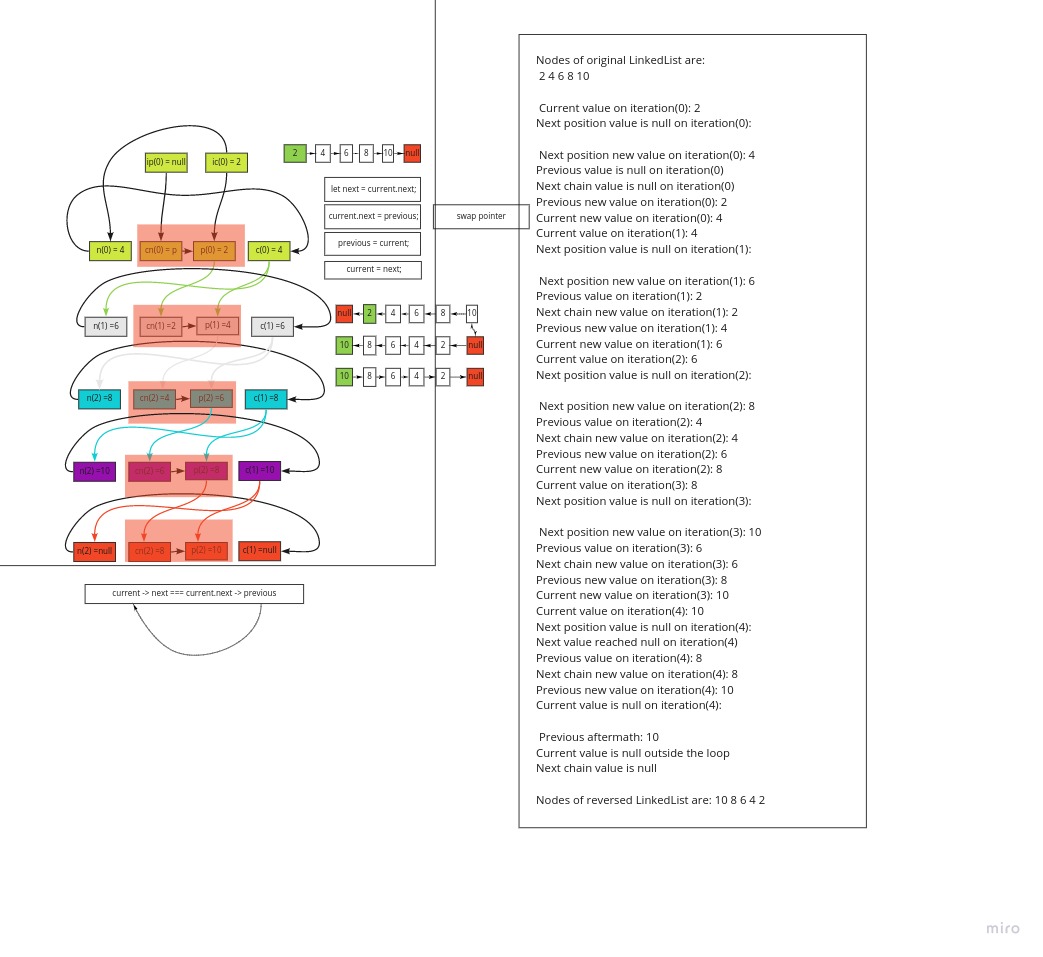 ip(0) = null
ic(0) = 2
2 4 6 8 10 null
let next = current.next;
current.next = previous;
swap pointer
previous = current;
current = next;
n(0) = 4
cn(0) = p
p(0) = 2
c(0) = 4
n(1) =6
cn(1) =2
p(1) =4
c(1) =6
null 2 4 6 8 10
10 8 6 4 2 null
10 8 6 4 2 null
n(2) =8
cn(2) =4
p(2) =6
c(1) =8
n(2) =10
cn(2) =6
p(2) =8
c(1) =10
n(2) =null
cn(2) =8
p(2) =10
c(1) =null
current -> next === current.next -> previous
Nodes of original LinkedList are:
2 4 6 8 10
Current value on iteration(0): 2
Next position value is null on iteration(0):
Next position new value on iteration(0): 4
Previous value is null on iteration(0)
Next chain value is null on iteration(0)
Previous new value on iteration(0): 2
Current new value on iteration(0): 4
Current value on iteration(1): 4
Next position value is null on iteration(1):
Next position new value on iteration(1): 6
Previous value on iteration(1): 2
Next chain new value on iteration(1): 2
Previous new value on iteration(1): 4
Current new value on iteration(1): 6
Current value on iteration(2): 6
Next position value is null on iteration(2):
Next position new value on iteration(2): 8
Previous value on iteration(2): 4
Next chain new value on iteration(2): 4
Previous new value on iteration(2): 6
Current new value on iteration(2): 8
Current value on iteration(3): 8
Next position value is null on iteration(3):
Next position new value on iteration(3): 10
Previous value on iteration(3): 6
Next chain new value on iteration(3): 6
Previous new value on iteration(3): 8
Current new value on iteration(3): 10
Current value on iteration(4): 10
Next position value is null on iteration(4):
Next value reached null on iteration(4)
Previous value on iteration(4): 8
Next chain new value on iteration(4): 8
Previous new value on iteration(4): 10
Current value is null on iteration(4):
Previous aftermath: 10
Current value is null outside the loop
Next chain value is null
Nodes of reversed LinkedList are: 10 8 6 4 2
miro